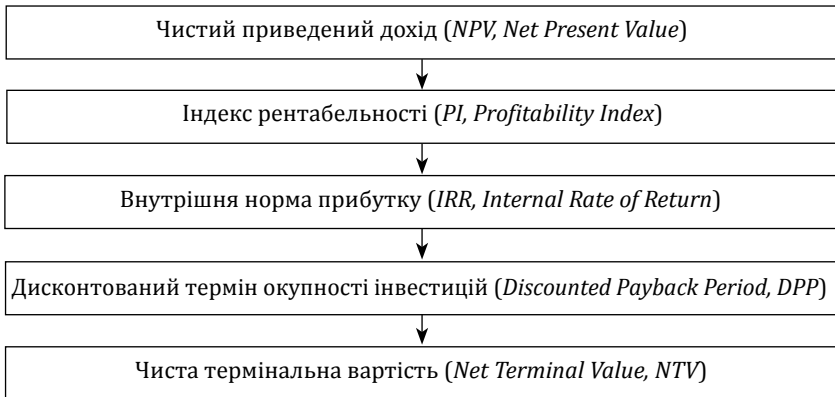 Чистий приведений дохід (NPV, Net Present Value)
Індекс рентабельності (PI, Profitability Index)
Внутрішня норма прибутку (IRR, Internal Rate of Return)
Дисконтований термін окупності інвестицій (Discounted Payback Period, DPP)
Чиста термінальна вартість (Net Terminal Value, NTV)